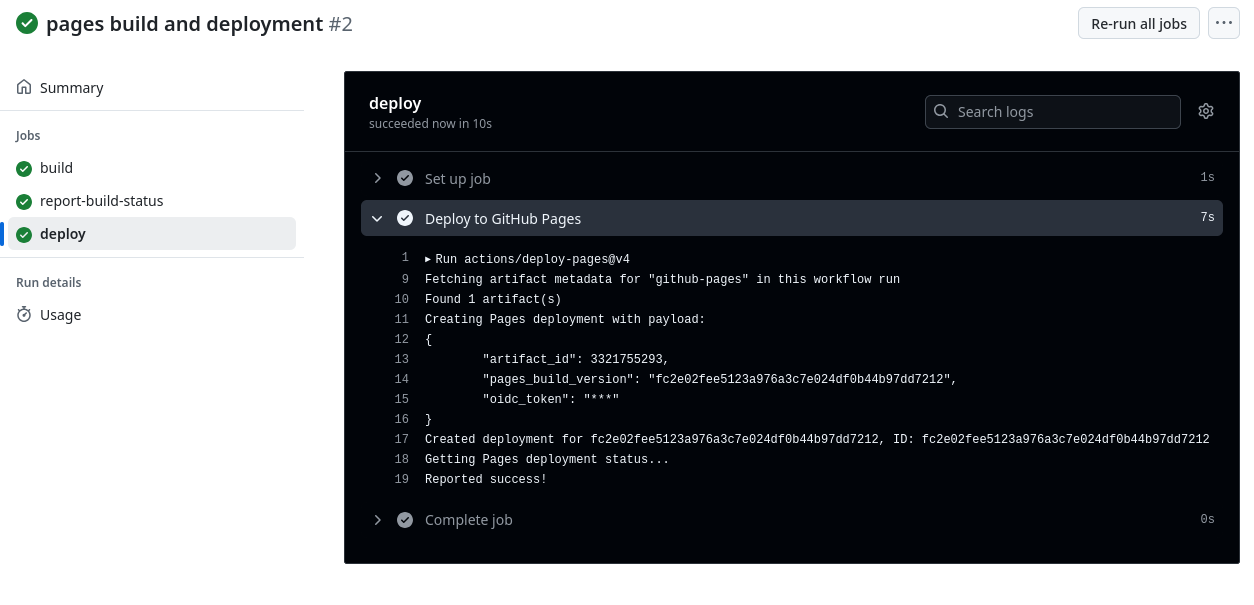 pages build and deployment #2
Re-run all jobs
Summary
Jobs
build
report-build-status
deploy
Run details
Usage
deploy
succeeded now in 10s
Search logs
Set up job 1s
Deploy to GitHub Pages 7s
1 Run actions/deploy-pages@v4
9 Fetching artifact metadata for "github-pages" in this workflow run
10 Found 1 artifact(s)
11 Creating Pages deployment with payload:
12 {
13 "artifact_id": 3321755293,
14 "pages_build_version": "fc2e02fee5123a976a3c7e024df0b44b97dd7212",
15 "oidc_token": "***"
16 }
17 Created deployment for fc2e02fee5123a976a3c7e024df0b44b97dd7212, ID: fc2e02fee5123a976a3c7e024df0b44b97dd7212
18 Getting Pages deployment status...
19 Reported success!
Complete job 0s